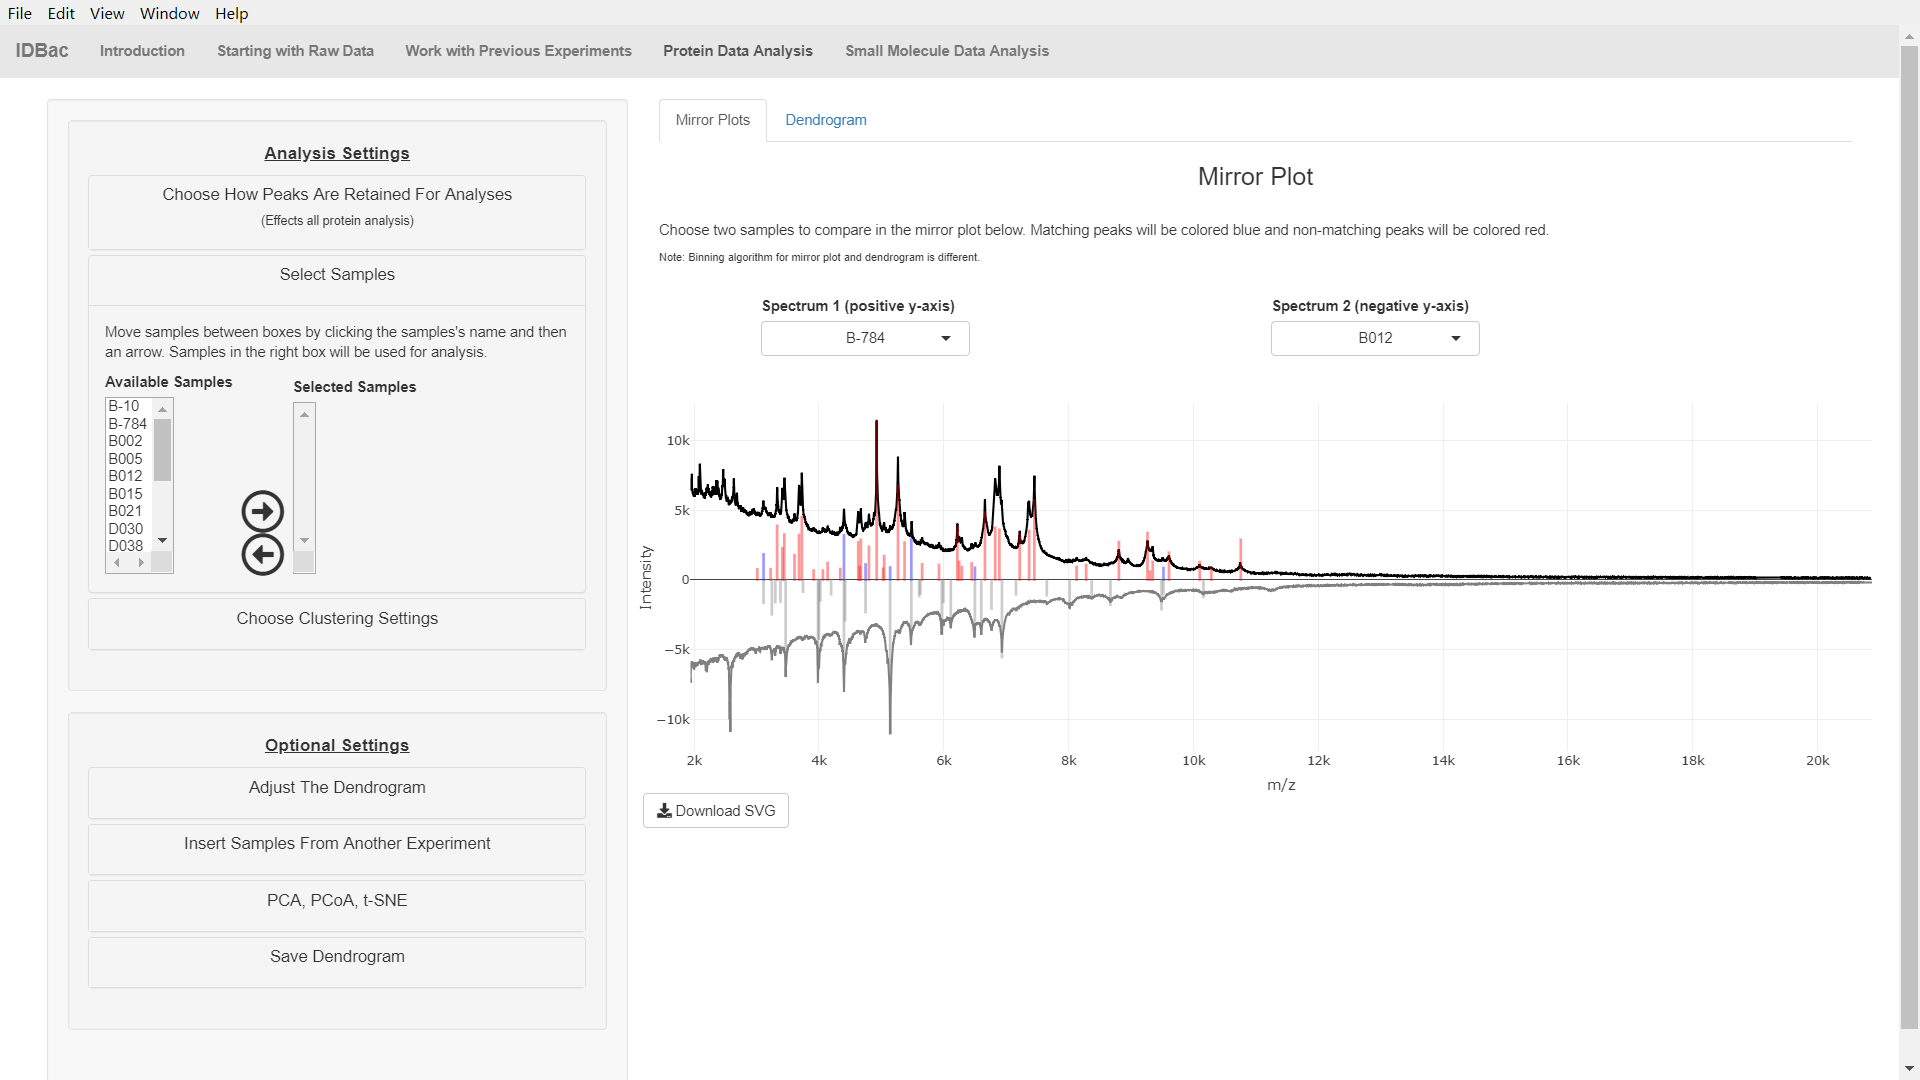 File Edit View Window Help
IDBac Introduction Starting with Raw Data Work with Previous Experiments Protein Data Analysis Small Molecule Data Analysis
Analysis Settings
Choose How Peaks Are Retained For Analyses
(Effects all protein analysis)
Select Samples
Move samples between boxes by clicking the samples's name and then
an arrow. Samples in the right box will be used for analysis.
Available Samples
Selected Samples
B-10
B-784
B002
B005
B012
B015
B021
D030
D038
Choose Clustering Settings
Optional Settings
Adjust The Dendrogram
Insert Samples From Another Experiment
PCA, PCoA, t-SNE
Save Dendrogram
Mirror Plots Dendrogram
Mirror Plot
Choose two samples to compare in the mirror plot below. Matching peaks will be colored blue and non-matching peaks will be colored red.
Note: Binning algorithm for mirror plot and dendrogram is different.
Spectrum 1 (positive y-axis) Spectrum 2 (negative y-axis)
B-784 B012
10k
5k
0
−5k
−10k
Intensity
2k 4k 6k 8k 10k 12k 14k 16k 18k 20k
m/z
Download SVG